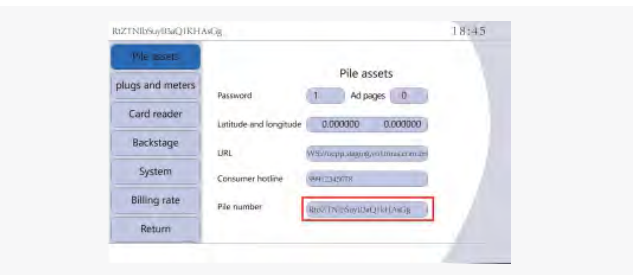 18:45
Pile assets
plugs and meters
Card reader
Backstage
System
Billing rate
Return
Pile assets
Password 1 Ad pages 0
Latitude and longitude 0.000000 0.000000
URL
Consumer hotline
Pile number